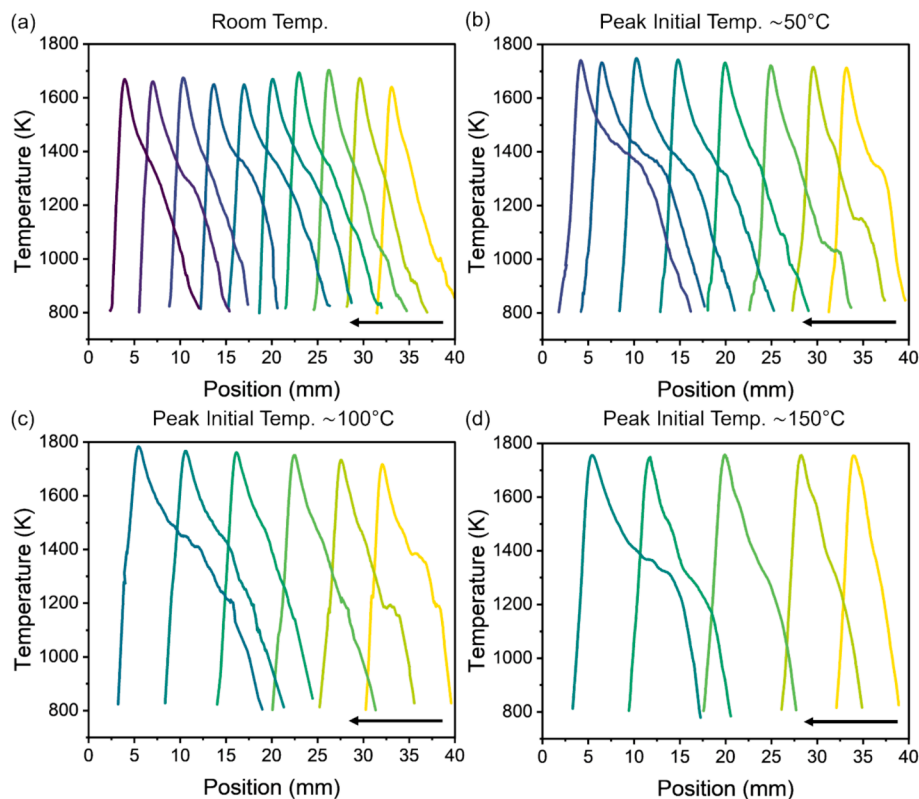 (a) Room Temp.
1800
1600
1400
1200
1000
800
Temperature (K)
0 5 10 15 20 25 30 35 40
Position (mm)
(b) Peak Initial Temp. ~50°C
1800
1600
1400
1200
1000
800
Temperature (K)
0 5 10 15 20 25 30 35 40
Position (mm)
(c) Peak Initial Temp. ~100°C
1800
1600
1400
1200
1000
800
Temperature (K)
0 5 10 15 20 25 30 35 40
Position (mm)
(d) Peak Initial Temp. ~150°C
1800
1600
1400
1200
1000
800
Temperature (K)
0 5 10 15 20 25 30 35 40
Position (mm)